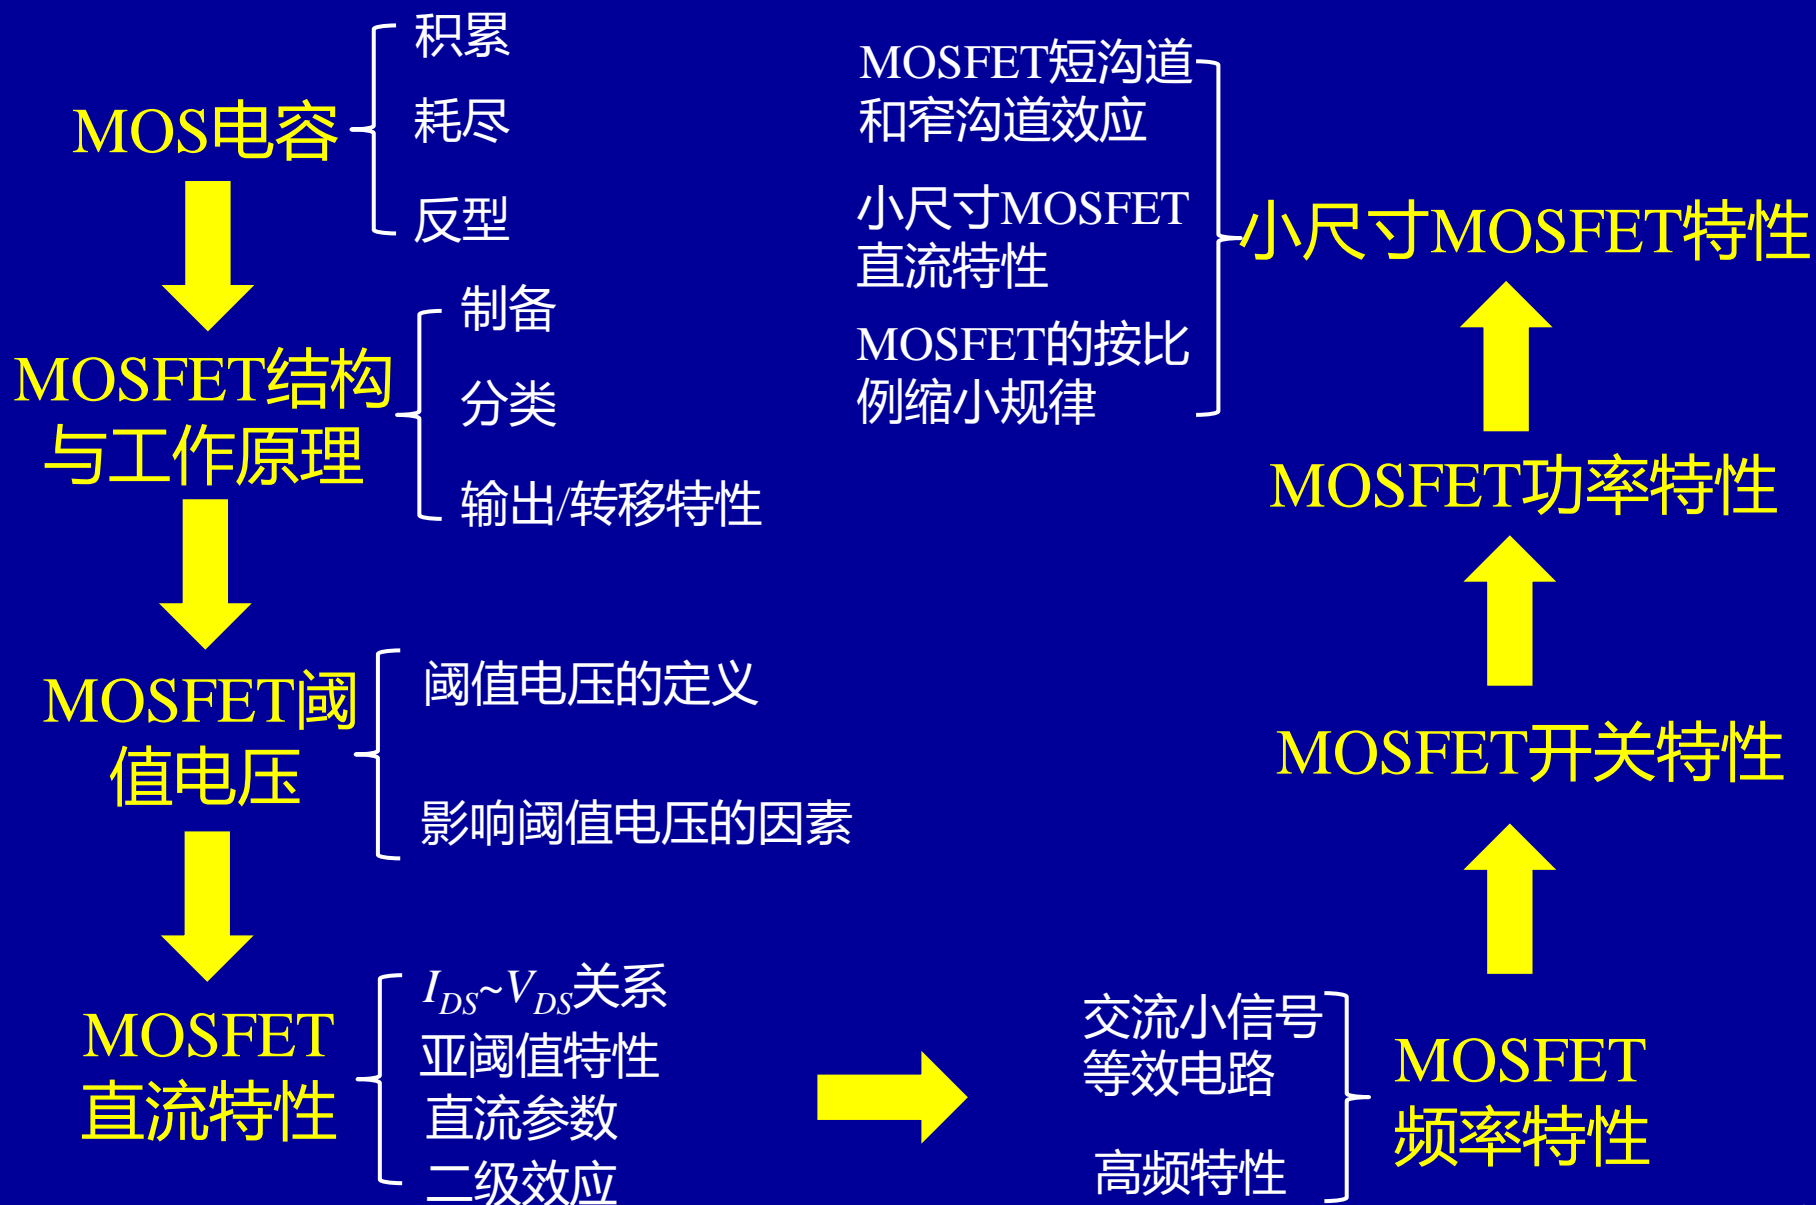 MOS电容
积累
耗尽
反型
MOSFET结构
与工作原理
制备
分类
输出/转移特性
MOSFET阈
值电压
阈值电压的定义
影响阈值电压的因素
MOSFET
直流特性
I_DS~V_DS关系
亚阈值特性
直流参数
二级效应
交流小信号
等效电路
高频特性
MOSFET
频率特性
MOSFET开关特性
MOSFET功率特性
小尺寸MOSFET特性
MOSFET短沟道
和窄沟道效应
小尺寸MOSFET
直流特性
MOSFET的按比
例缩小规律